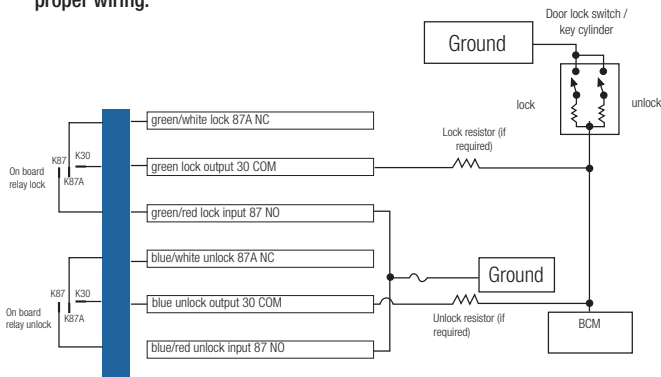 proper wiring.
Door lock switch /
key cylinder
Ground
lock
unlock
green/white lock 87A NC
Lock resistor (if
required)
K87
K30
K87A
On board
relay lock
green lock output 30 COM
green/red lock input 87 NO
blue/white unlock 87A NC
Ground
K87
K30
K87A
On board
relay unlock
blue unlock output 30 COM
Unlock resistor (if
required)
BCM
blue/red unlock input 87 NO